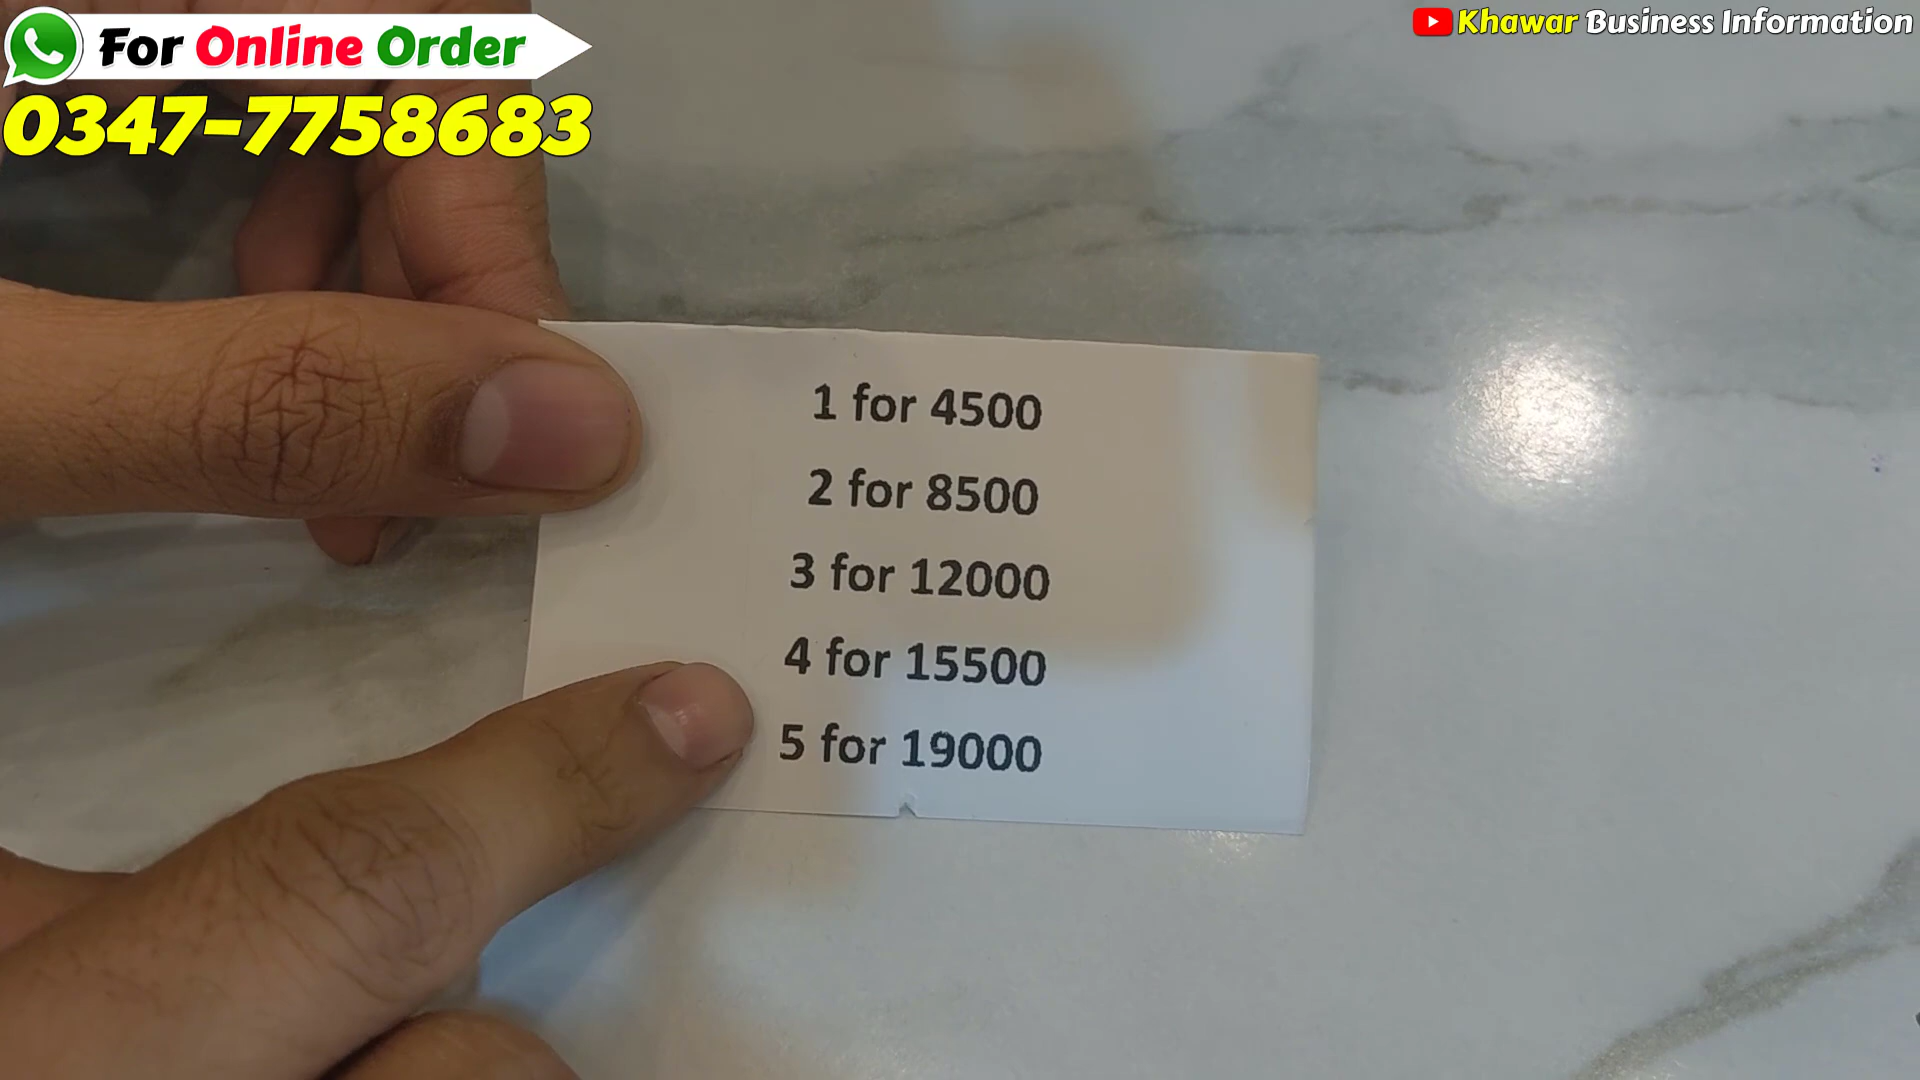 For Online Order
0347-7758683
Khawar Business Information
1 for 4500
2 for 8500
3 for 12000
4 for 15500
5 for 19000